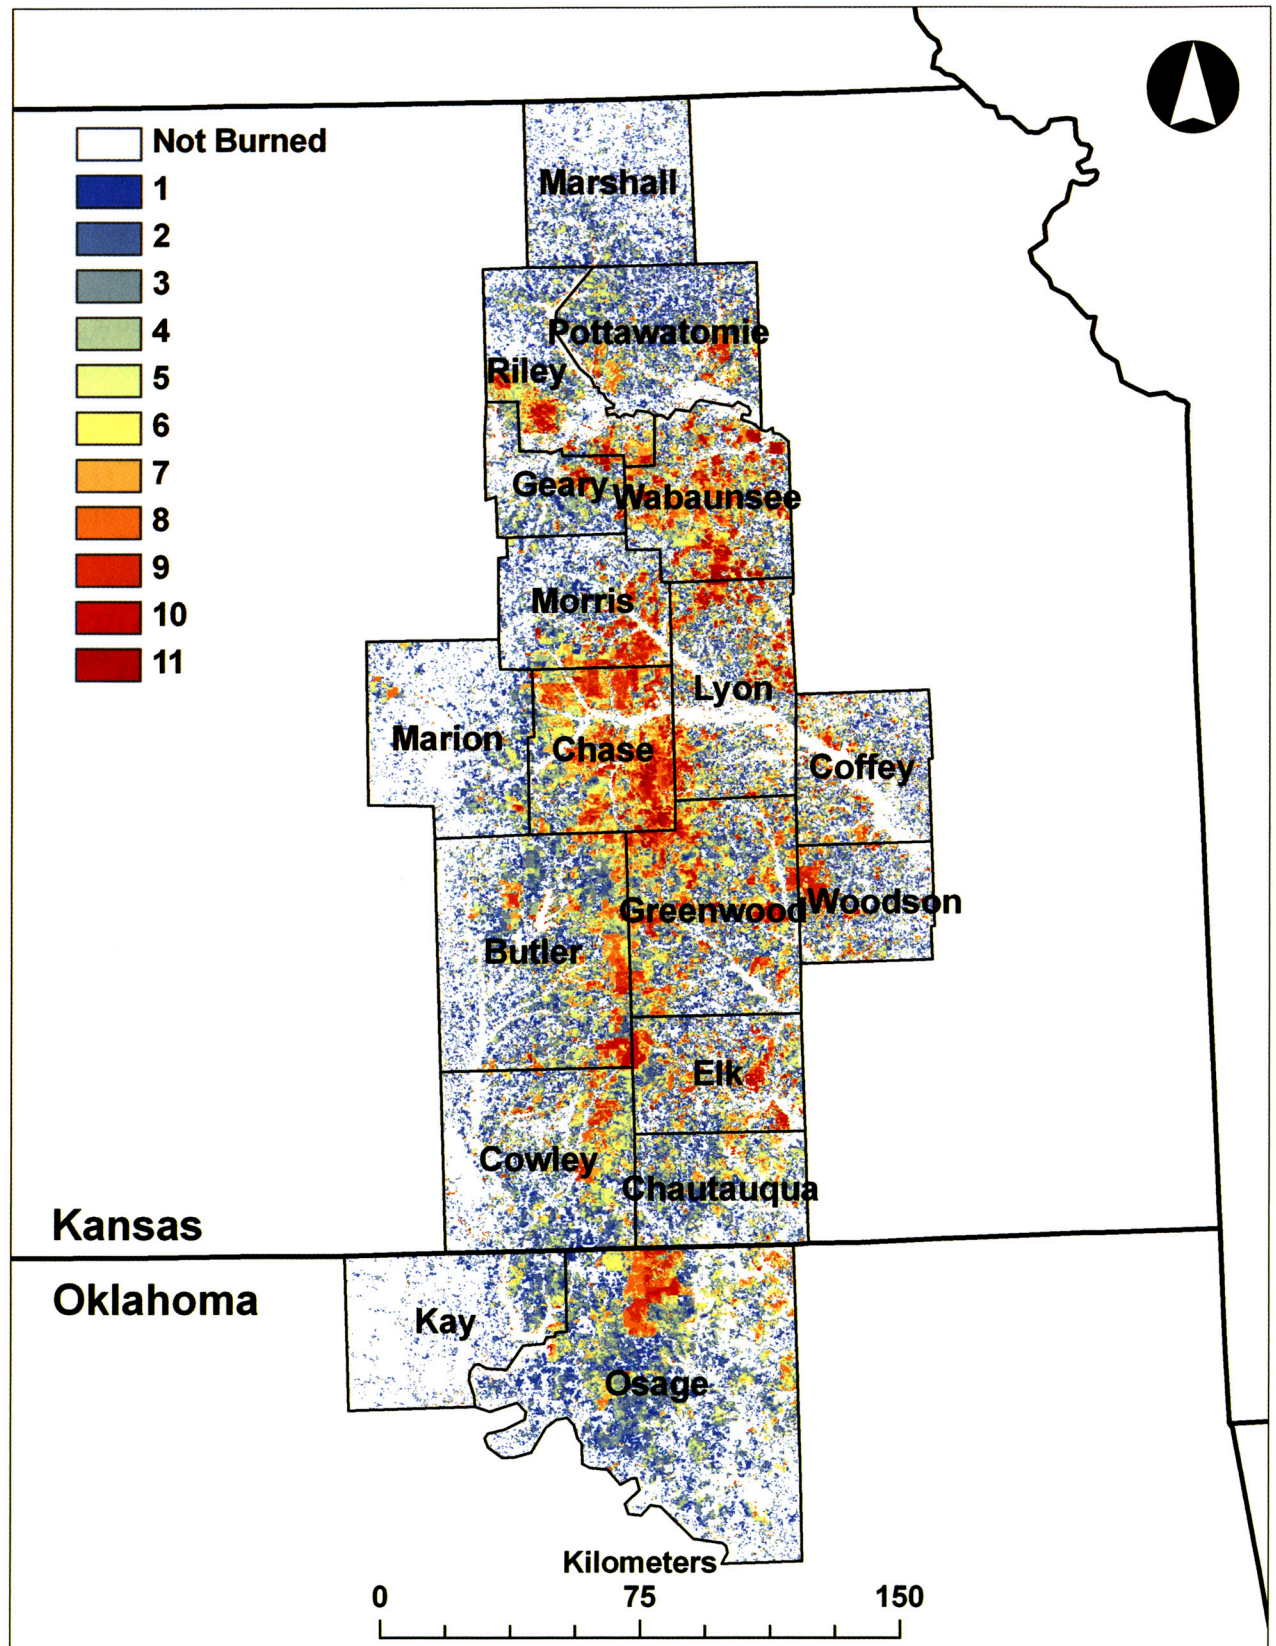 Not Burned
1
2
3
4
5
6
7
8
9
10
11
Marshall
Pottawatomie
Riley
Geary
Wabaunsee
Morris
Lyon
Marion
Chase
Coffey
Greenwood
Woodson
Butler
Elk
Cowley
Chautauqua
Kansas
Oklahoma
Kay
Osage
Kilometers
0 75 150